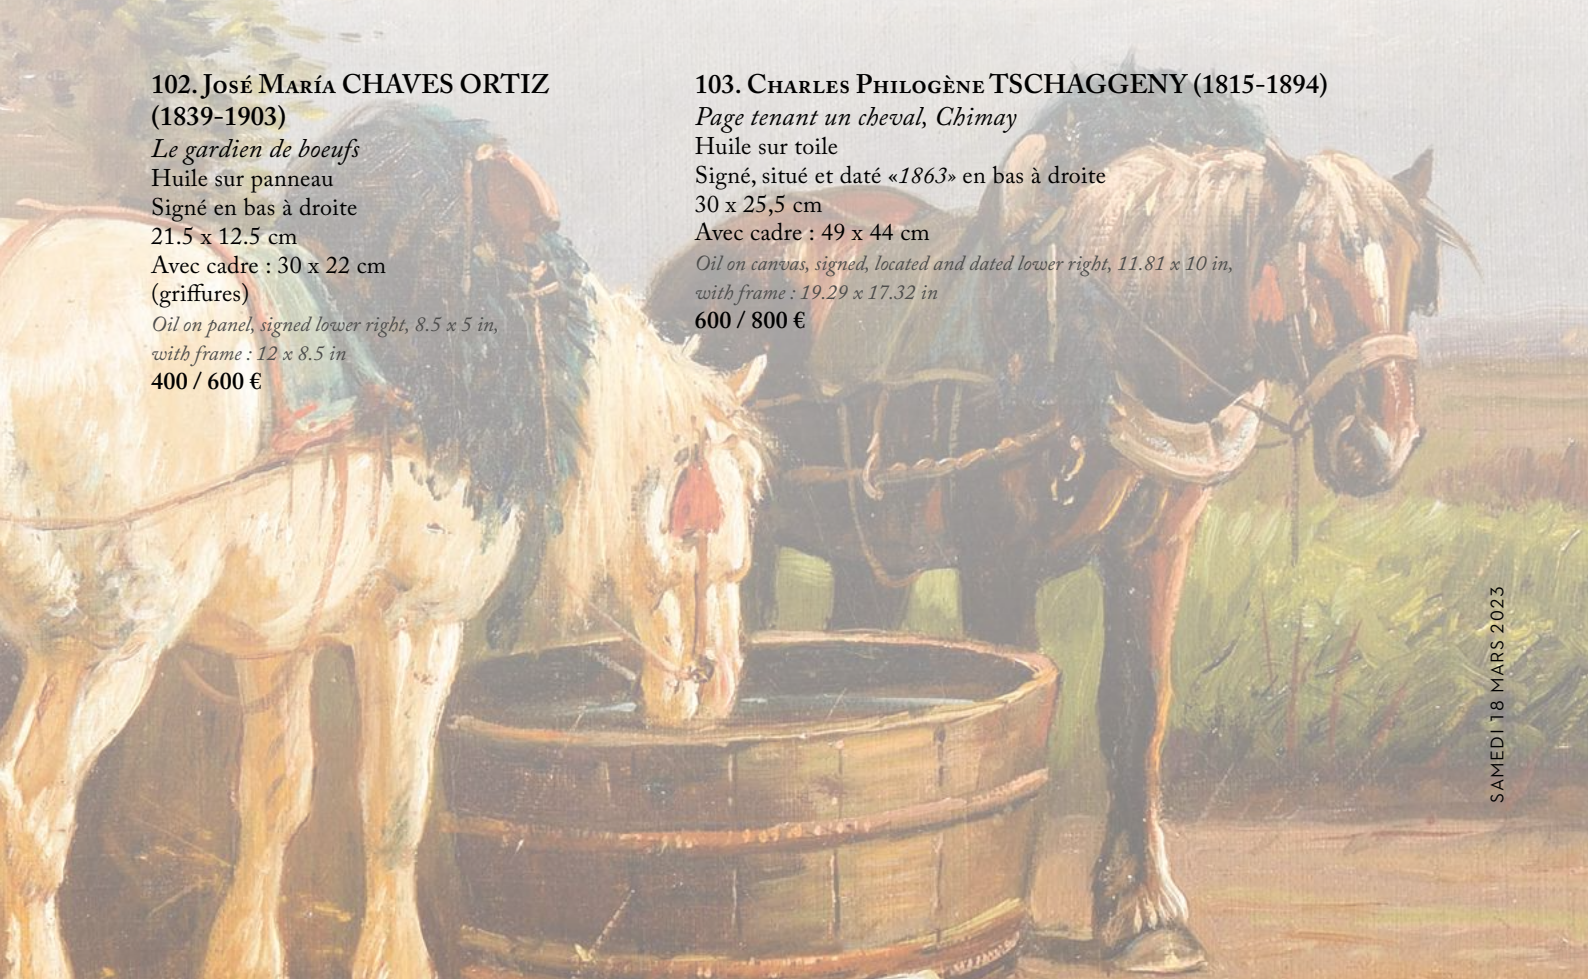 102. José María CHAVES ORTIZ
(1839-1903)
Le gardien de boeufs
Huile sur panneau
Signé en bas à droite
21.5 x 12.5 cm
Avec cadre : 30 x 22 cm
(griffures)
Oil on panel, signed lower right, 8.5 x 5 in,
with frame : 12 x 8.5 in
400 / 600 €
103. Charles Philogène TSCHAGGENY (1815-1894)
Page tenant un cheval, Chimay
Huile sur toile
Signé, situé et daté «1863» en bas à droite
30 x 25,5 cm
Avec cadre : 49 x 44 cm
Oil on canvas, signed, located and dated lower right, 11.81 x 10 in,
with frame : 19.29 x 17.32 in
600 / 800 €
SAMEDI 18 MARS 2023